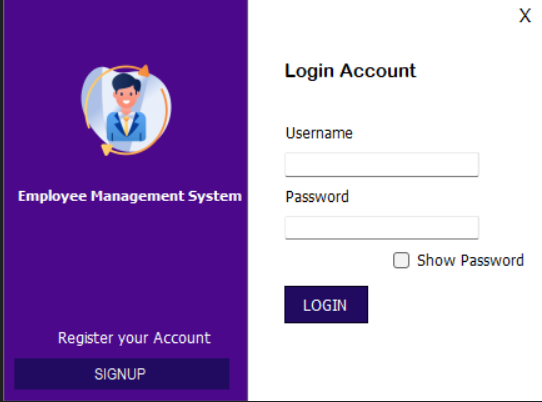 X
Login Account
Username
Password
Show Password
LOGIN
Employee Management System
Register your Account
SIGNUP